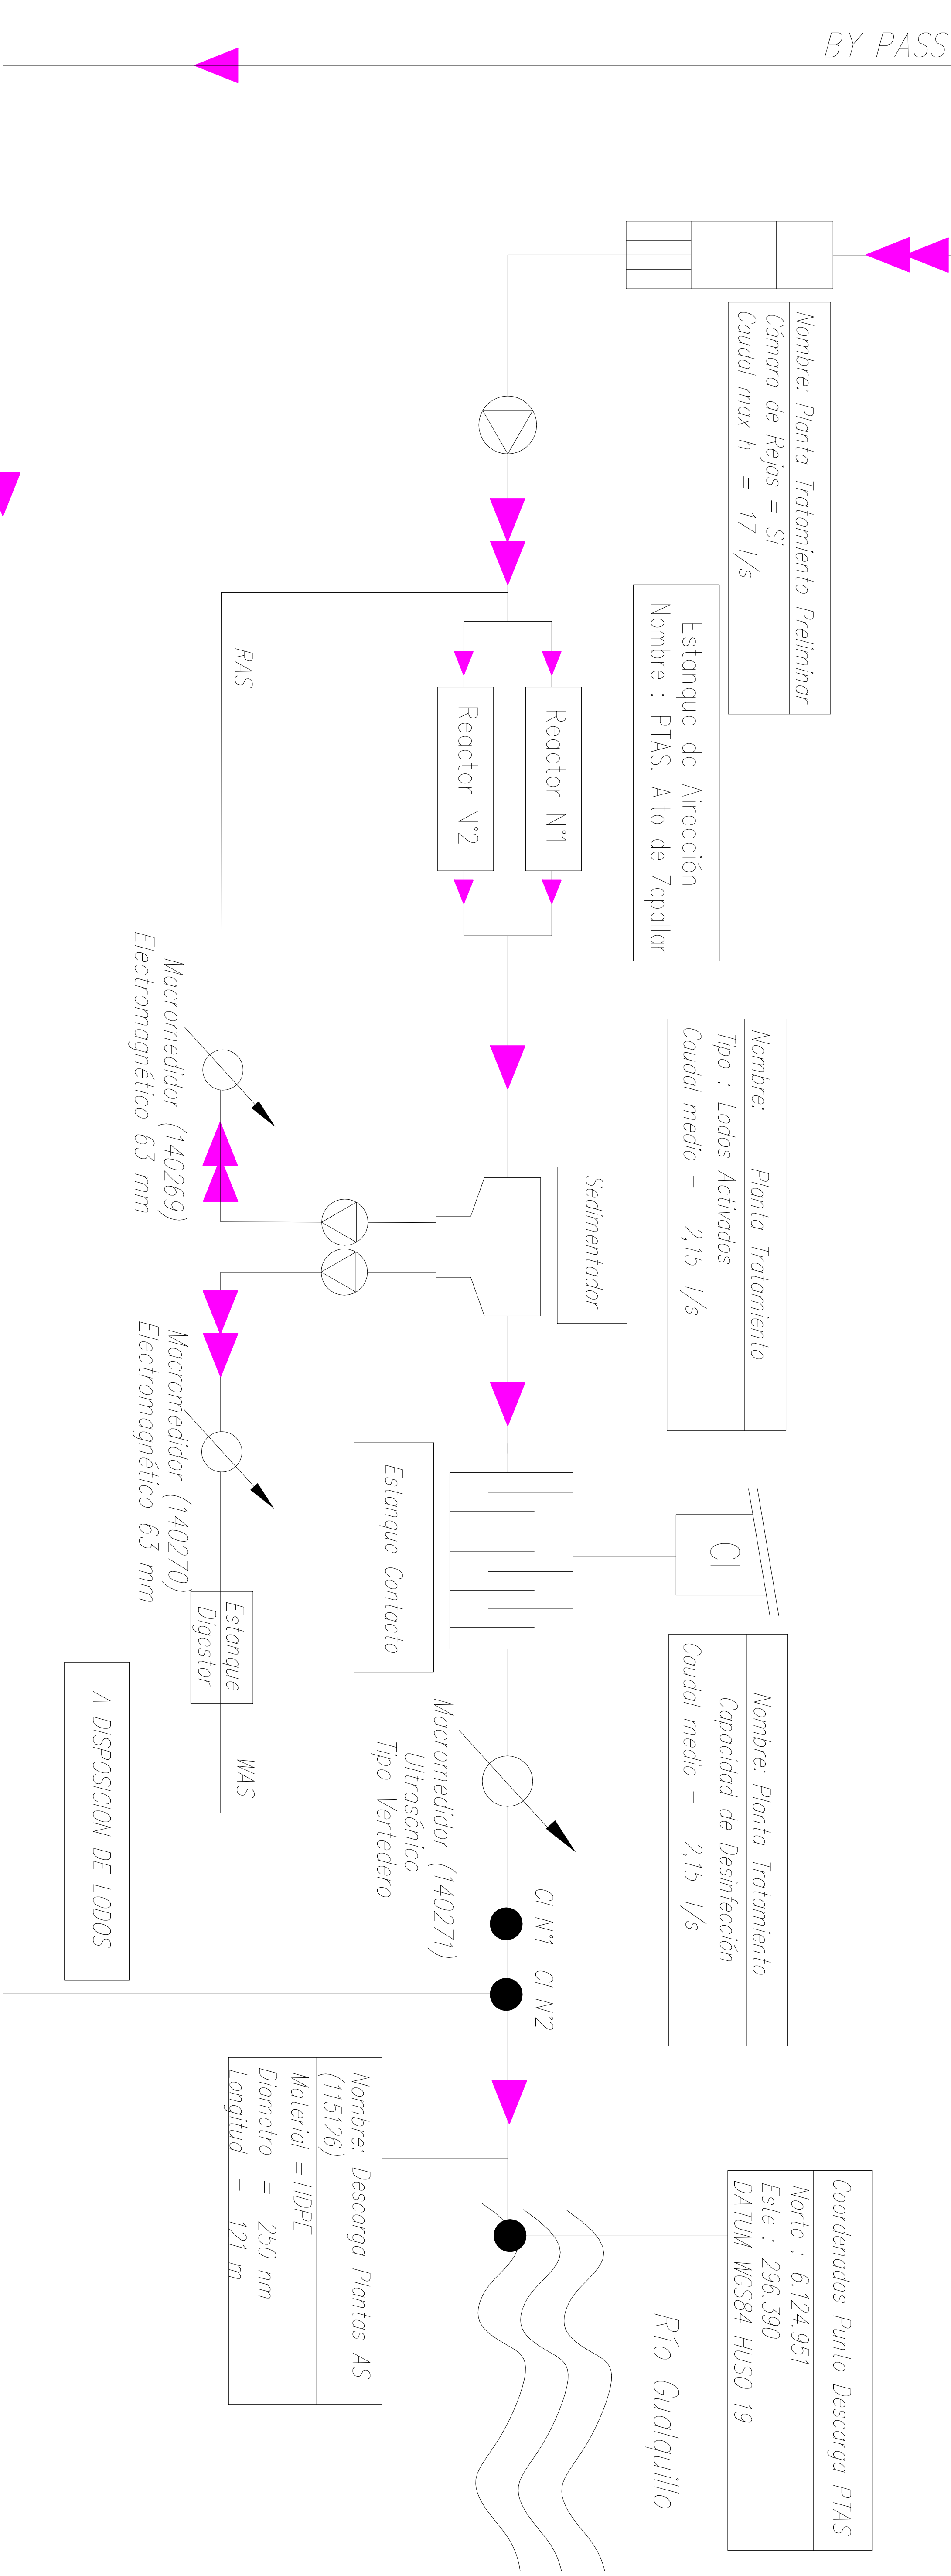 BY PASS
Nombre: Planta Tratamiento Preliminar
Cámara de Rejas = Si
Caudal max h = 17 l/s
Estanque de Aireación
Nombre : PTAS. Alto de Zapallar
Reactor N°1
Reactor N°2
RAS
Macromedidor (140269)
Electromagnético 63 mm
Nombre: Planta Tratamiento
Tipo : Lodos Activados
Caudal medio = 2,15 l/s
Sedimentador
Macromedidor (140270)
Electromagnético 63 mm
Estanque Contacto
Cl
Estanque
Digestor
WAS
A DISPOSICION DE LODOS
Nombre: Planta Tratamiento
Capacidad de Desinfección
Caudal medio = 2,15 l/s
Macromedidor (140271)
Ultrasónico
Tipo Vertedero
CI N°1 CI N°2
Nombre: Descarga Plantas AS
(115126)
Material = HDPE
Diametro = 250 nm
Longitud = 121 m
Coordenadas Punto Descarga PTAS
Norte : 6.124.951
Este : 296.390
DATUM WGS84 HUSO 19
Río Gualquillo